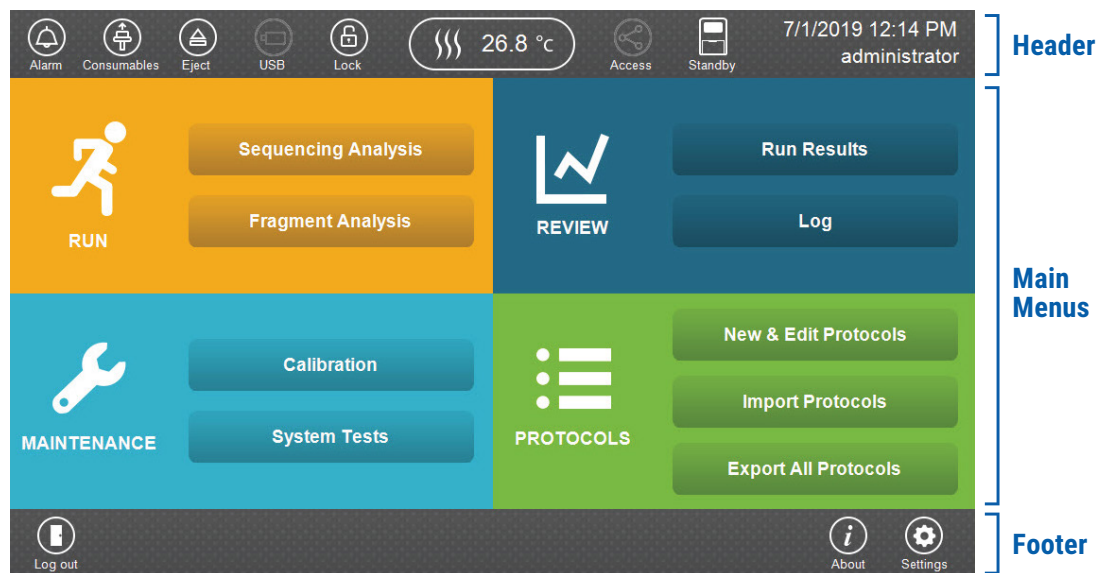 7/1/2019 12:14 PM
administrator
26.8 °c
Alarm
Consumables
Eject
USB
Lock
Access
Standby
Header
RUN
Sequencing Analysis
Fragment Analysis
REVIEW
Run Results
Log
Main
Menus
MAINTENANCE
Calibration
System Tests
PROTOCOLS
New & Edit Protocols
Import Protocols
Export All Protocols
Log out
i
About
Settings
Footer